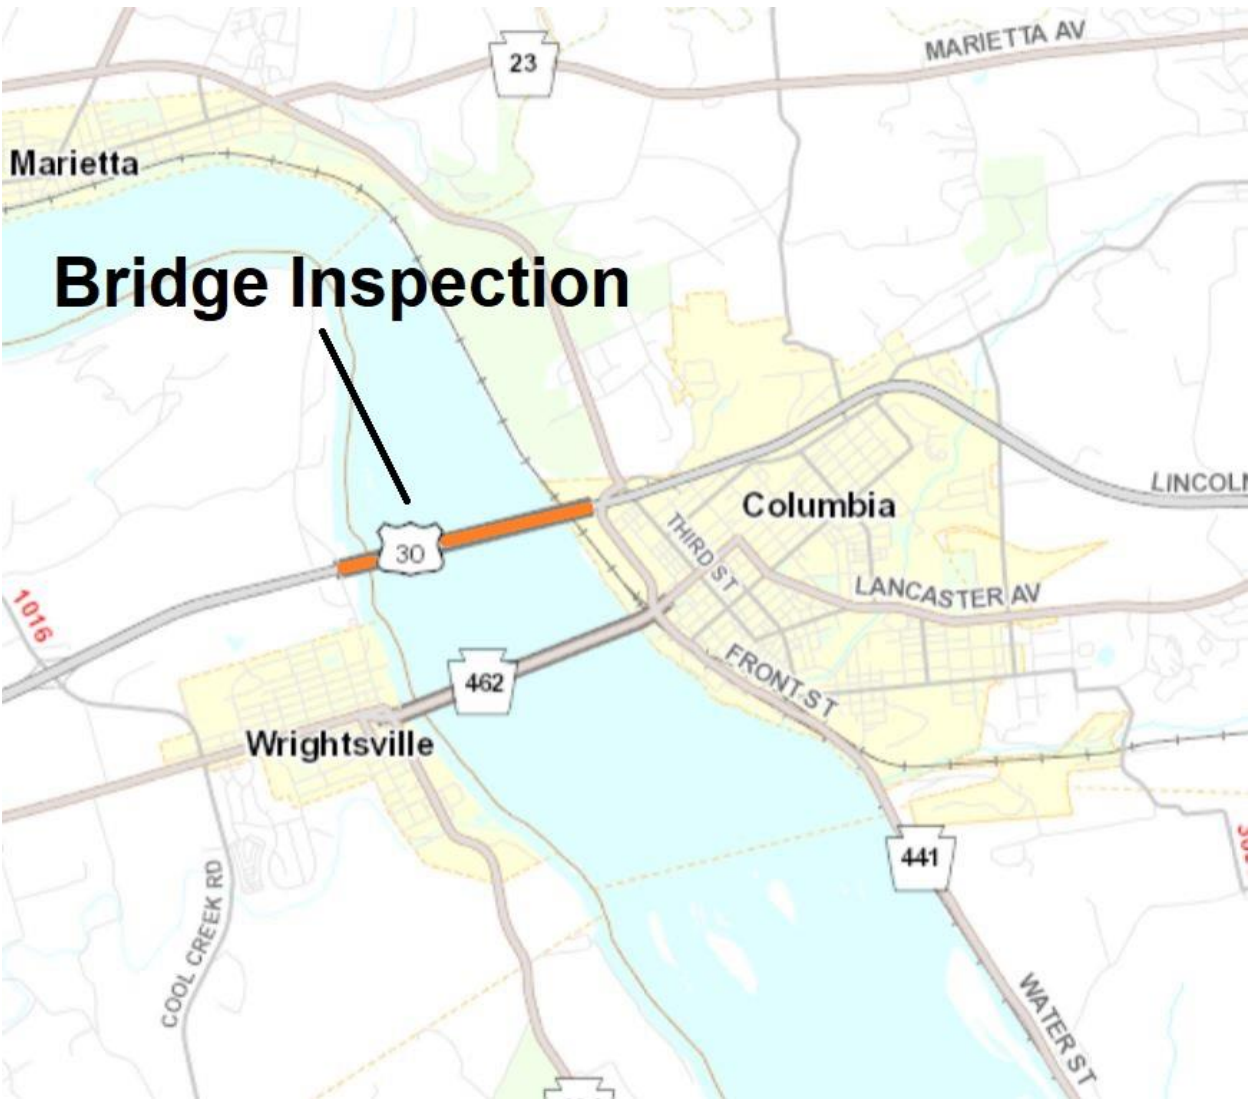 23
MARIETTA AV
Marietta
Bridge Inspection
Columbia
LINCOLN
30
THIRD ST
LANCASTER AV
1016
462
FRONT ST
Wrightsville
441
COOL CREEK RD
WATER ST